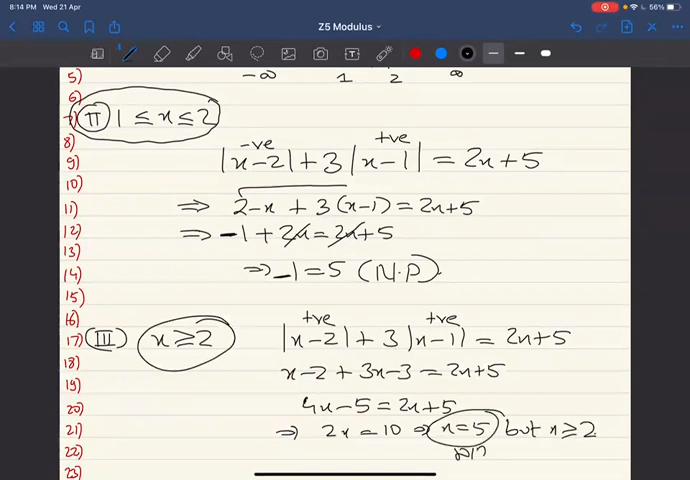 8:14 PM Wed 21 Apr 56%
Z5 Modulus
5) -∞ 1 2 ∞
6)
7) II 1 ≤ x ≤ 2
8) -ve +ve
9) |x-2| + 3 |x-1| = 2x+5
10)
11) ⇒ 2-x + 3(x-1) = 2x+5
12) ⇒ -1 + 2x = 2x + 5
13)
14) ⇒ -1 = 5 (N.P)
15)
16) +ve +ve
17) (III) x ≥ 2 |x-2| + 3 |x-1| = 2x+5
18) x-2 + 3x-3 = 2x+5
19)
20) 4x-5 = 2x+5
21) ⇒ 2x = 10 ⇒ x=5 but x ≥ 2
22)
23)